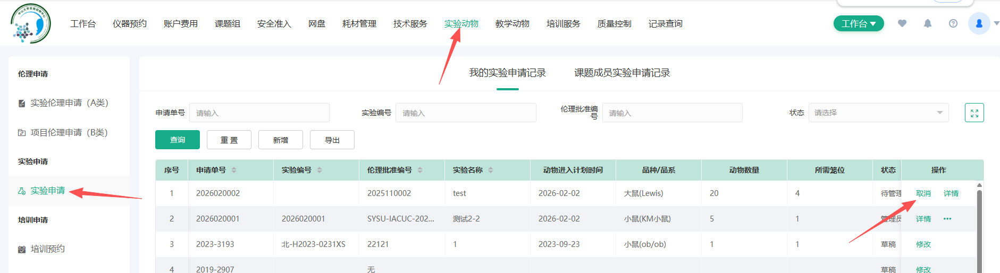 中山大学实验动物中心
工作台 仪器预约 账户费用 课题组 安全准入 网盘 耗材管理 技术服务 实验动物 教学动物 培训服务 质量控制 记录查询 工作台
伦理申请
实验伦理申请（A类）
项目伦理申请（B类）
实验申请
实验申请
培训申请
培训预约
我的实验申请记录 课题成员实验申请记录
申请单号 请输入 实验编号 请输入 伦理批准编号 请输入 状态 请选择
查询 重 置 新增 导出
序号 申请单号 实验编号 伦理批准编号 实验名称 动物进入计划时间 品种/品系 动物数量 所需笼位 状态 操作
1 2026020002 2025110002 test 2026-02-02 大鼠(Lewis) 20 4 待管理 取消 详情
2 2026020001 2026020001 SYSU-IACUC-202... 测试2-2 2026-02-02 小鼠(KM小鼠) 5 1 管理员 详情 •••
3 2023-3193 北-H2023-0231XS 22121 1 2023-09-23 小鼠(ob/ob) 1 1 草稿 修改
4 2019-2907 无 草稿 修改